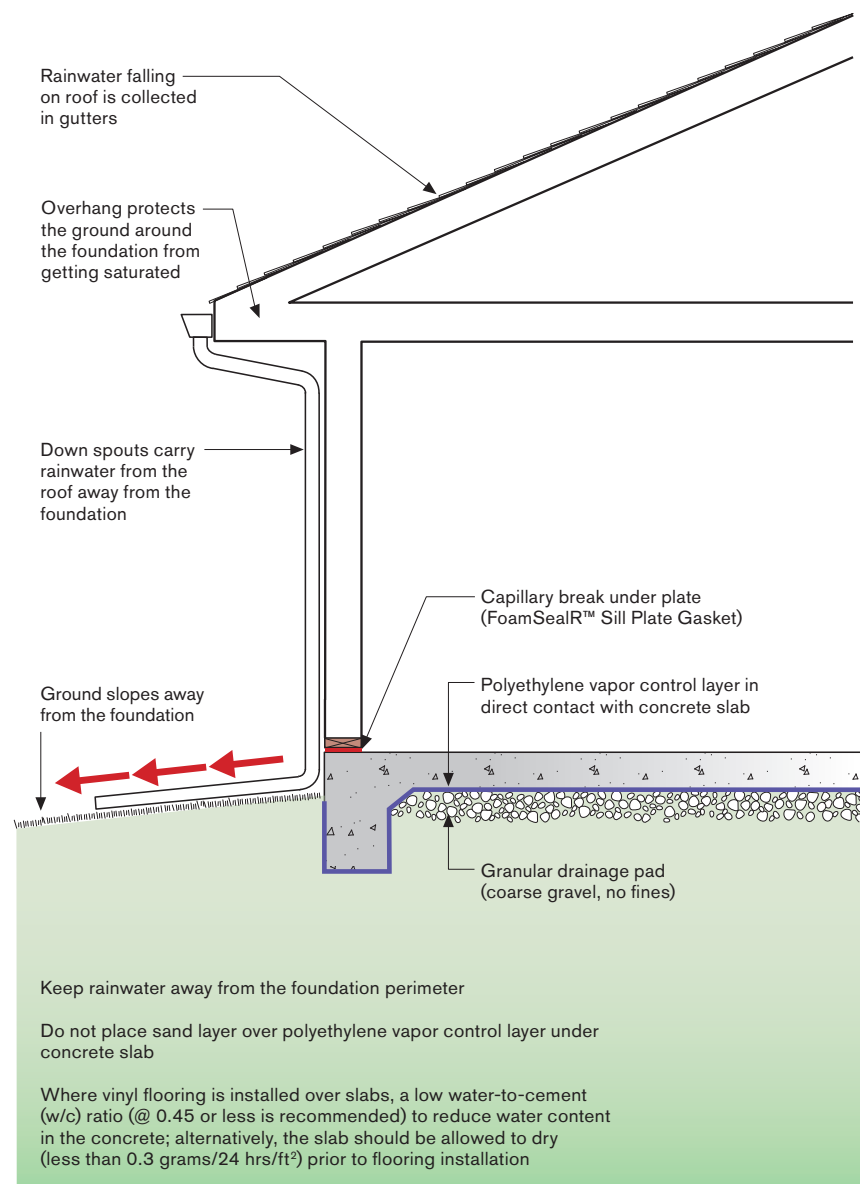 Rainwater falling
on roof is collected
in gutters
Overhang protects
the ground around
the foundation from
getting saturated
Down spouts carry
rainwater from the
roof away from the
foundation
Capillary break under plate
(FoamSealR™ Sill Plate Gasket)
Ground slopes away
from the foundation
Polyethylene vapor control layer in
direct contact with concrete slab
Granular drainage pad
(coarse gravel, no fines)
Keep rainwater away from the foundation perimeter
Do not place sand layer over polyethylene vapor control layer under
concrete slab
Where vinyl flooring is installed over slabs, a low water-to-cement
(w/c) ratio (@ 0.45 or less is recommended) to reduce water content
in the concrete; alternatively, the slab should be allowed to dry
(less than 0.3 grams/24 hrs/ft²) prior to flooring installation